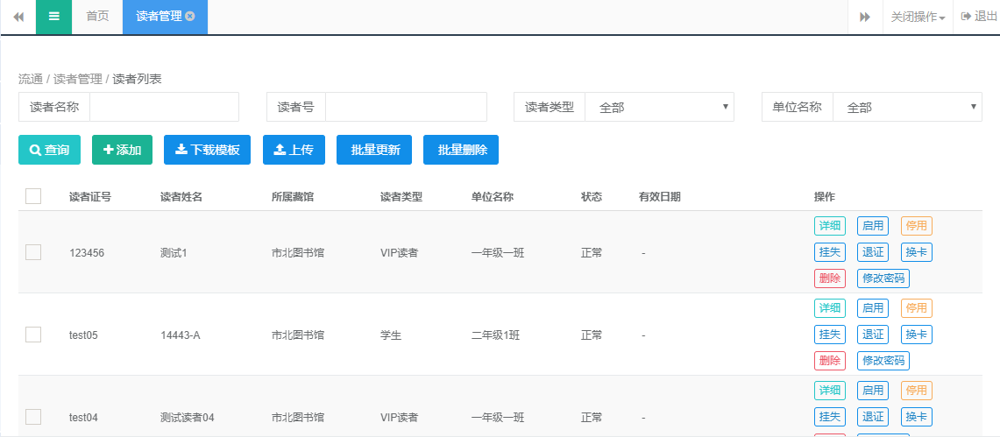 首页 读者管理 关闭操作 退出
流通 / 读者管理 / 读者列表
读者名称 读者号 读者类型 全部 单位名称 全部
查询 添加 下载模板 上传 批量更新 批量删除
读者证号 读者姓名 所属藏馆 读者类型 单位名称 状态 有效日期 操作
详细 启用 停用
123456 测试1 市北图书馆 VIP读者 一年级一班 正常 - 挂失 退证 换卡
删除 修改密码
详细 启用 停用
test05 14443-A 市北图书馆 学生 二年级1班 正常 - 挂失 退证 换卡
删除 修改密码
详细 启用 停用
test04 测试读者04 市北图书馆 VIP读者 一年级一班 正常 挂失 退证 换卡